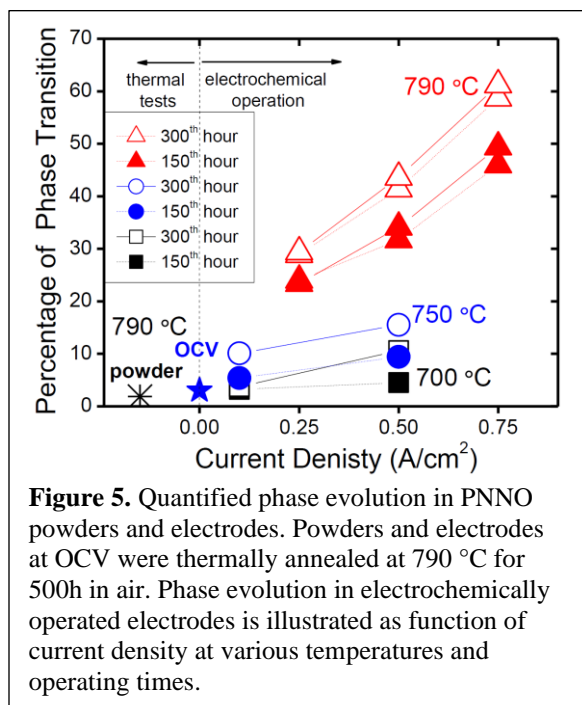 Percentage of Phase Transition
70
60
50
40
30
20
10
0
thermal tests
electrochemical operation
300th hour
150th hour
300th hour
150th hour
300th hour
150th hour
790 °C
790 °C
powder
OCV
750 °C
700 °C
0.00 0.25 0.50 0.75
Current Denisty (A/cm²)
Figure 5. Quantified phase evolution in PNNO
powders and electrodes. Powders and electrodes
at OCV were thermally annealed at 790 °C for
500h in air. Phase evolution in electrochemically
operated electrodes is illustrated as function of
current density at various temperatures and
operating times.